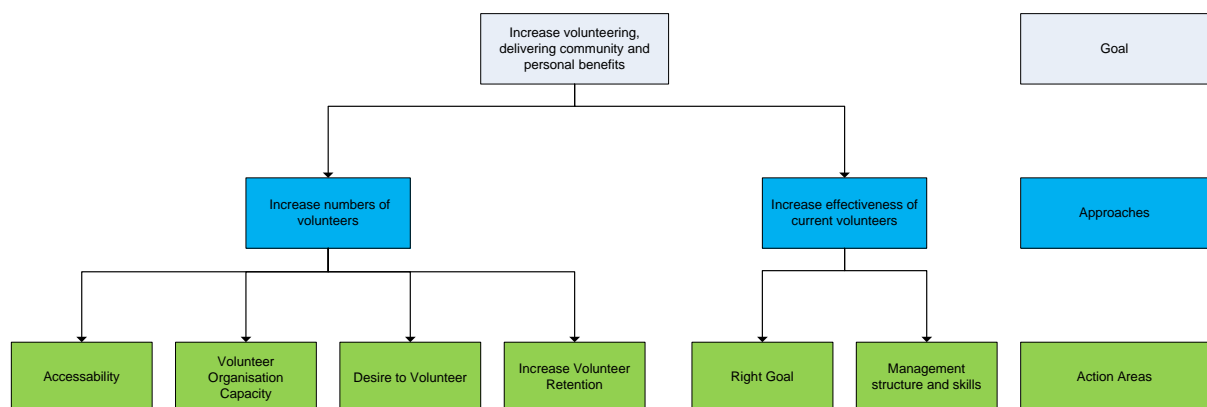 Increase volunteering,
delivering community and
personal benefits
Goal
Increase numbers of
volunteers
Increase effectiveness of
current volunteers
Approaches
Accessability
Volunteer
Organisation
Capacity
Desire to Volunteer
Increase Volunteer
Retention
Right Goal
Management
structure and skills
Action Areas